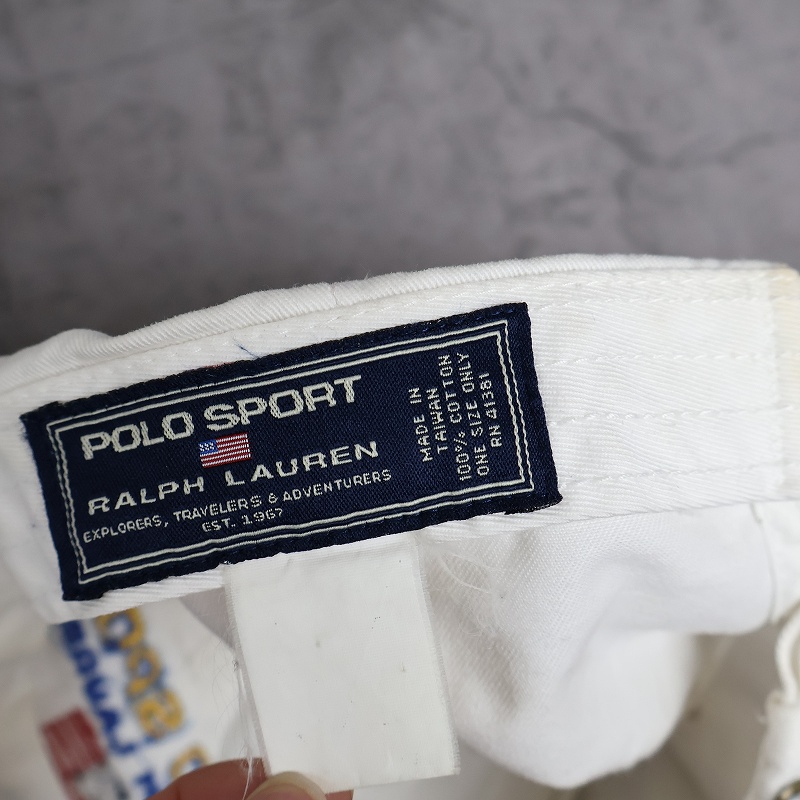 POLO SPORT
RALPH LAUREN
EXPLORERS, TRAVELERS & ADVENTURERS
EST. 1967
MADE IN
TAIWAN
100% COTTON
ONE SIZE ONLY
RN 41381